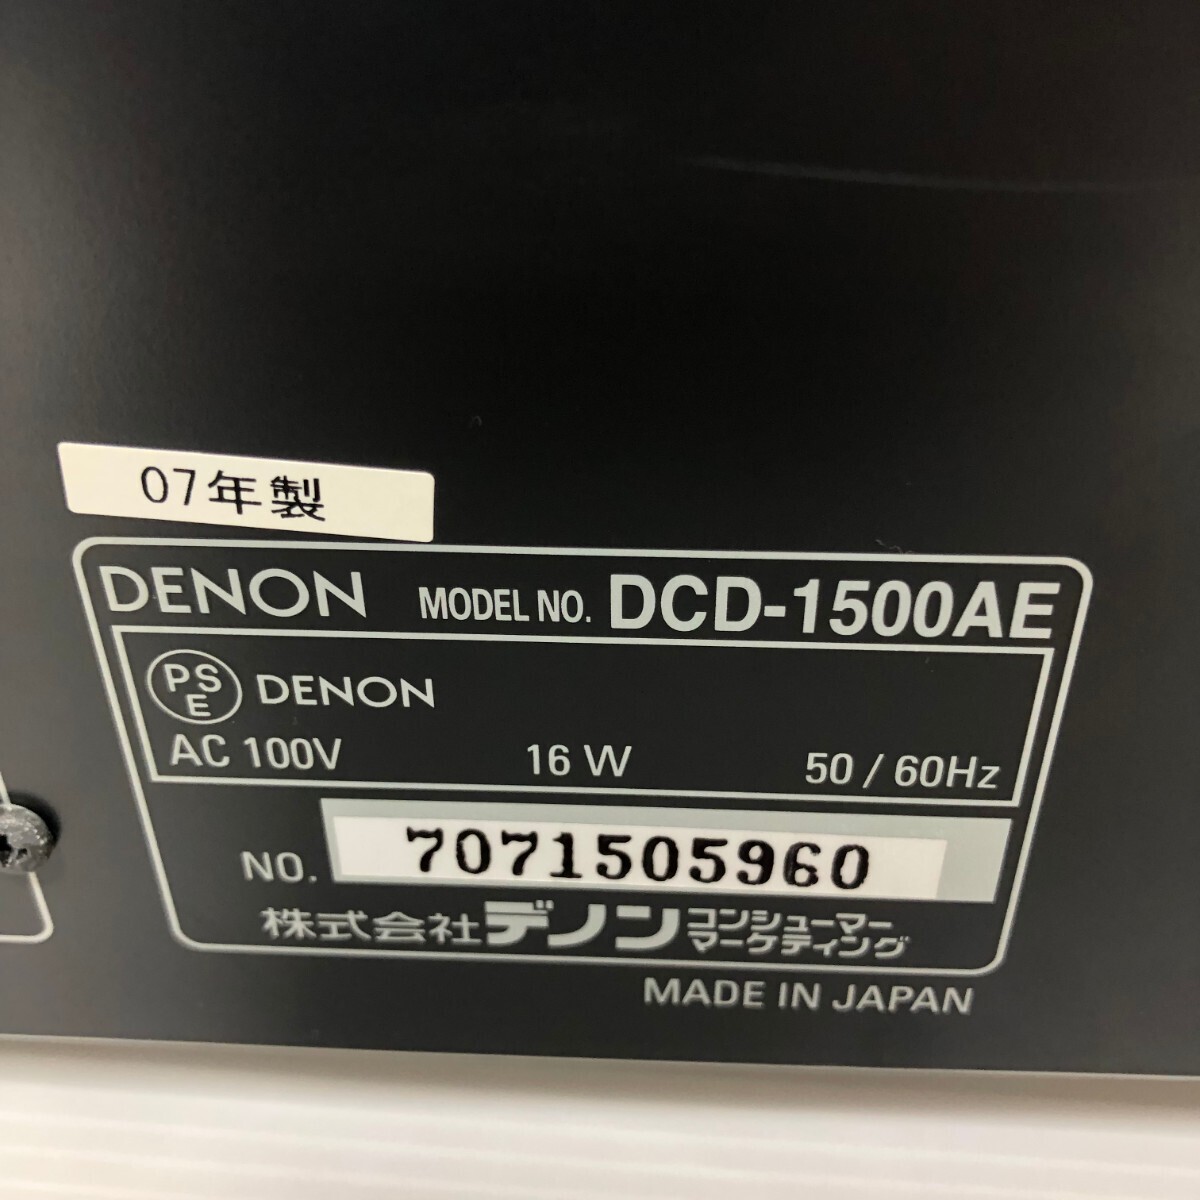 07年製
DENON MODEL NO. DCD-1500AE
PSE DENON
AC 100V 16 W 50 / 60Hz
NO. 7071505960
株式会社デノン コンシューマー
マーケティング
MADE IN JAPAN